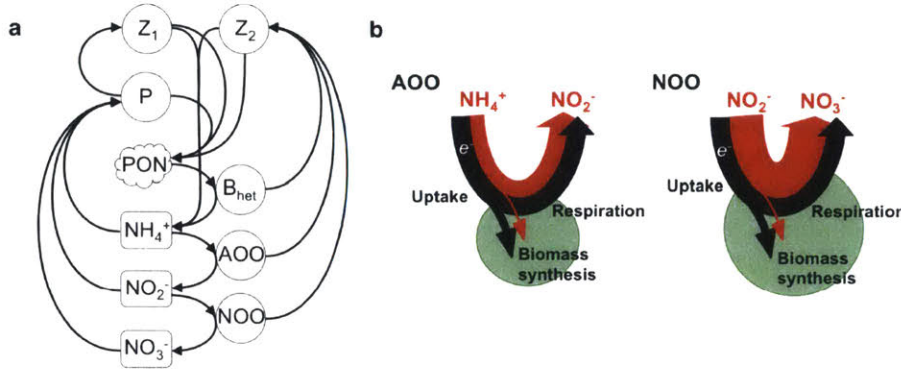 a
Z₁
Z₂
P
PON
B_het
NH₄⁺
AOO
NO₂⁻
NOO
NO₃⁻
b
AOO
NH₄⁺ NO₂⁻
e⁻
Uptake
Respiration
Biomass
synthesis
NOO
NO₂⁻ NO₃⁻
e⁻
Uptake
Respiration
Biomass
synthesis